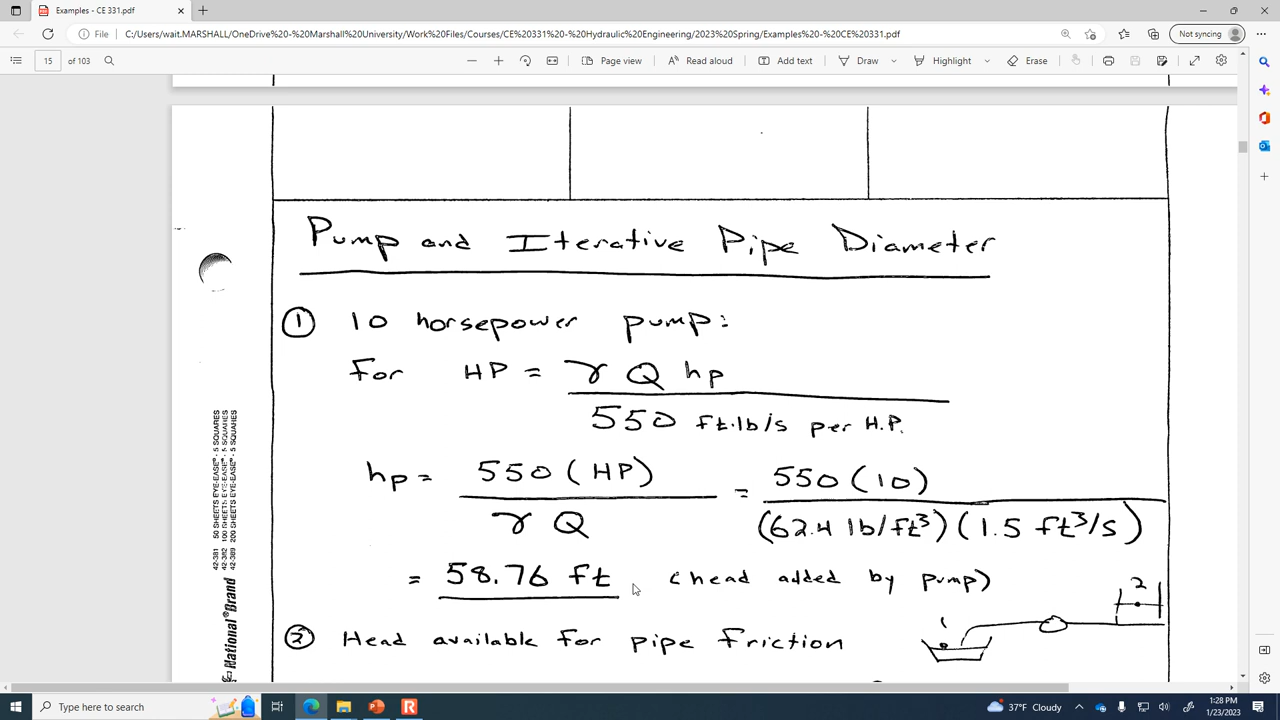 Examples - CE 331.pdf
File
C:/Users/wait.MARSHALL/OneDrive%20-%20Marshall%20University/Work%20Files/Courses/CE%20331%20-%20Hydraulic%20Engineering/2023%20Spring/Examples%20-%20CE%20331.pdf
Not syncing
15 of 103
Page view
Read aloud
Add text
Draw
Highlight
Erase
Pump and Iterative Pipe Diameter
① 10 horsepower pump:
For HP = γ Q hp / 550 ft·lb/s per H.P.
hp = 550 (HP) / γ Q = 550 (10) / (62.4 lb/ft³)(1.5 ft³/s)
= 58.76 ft (head added by pump)
2
1
② Head available for pipe friction
42-381 50 SHEETS EYE-EASE® 5 SQUARES
42-382 100 SHEETS EYE-EASE® 5 SQUARES
42-389 200 SHEETS EYE-EASE® 5 SQUARES
National®Brand
Type here to search
37°F Cloudy
1:28 PM
1/23/2023